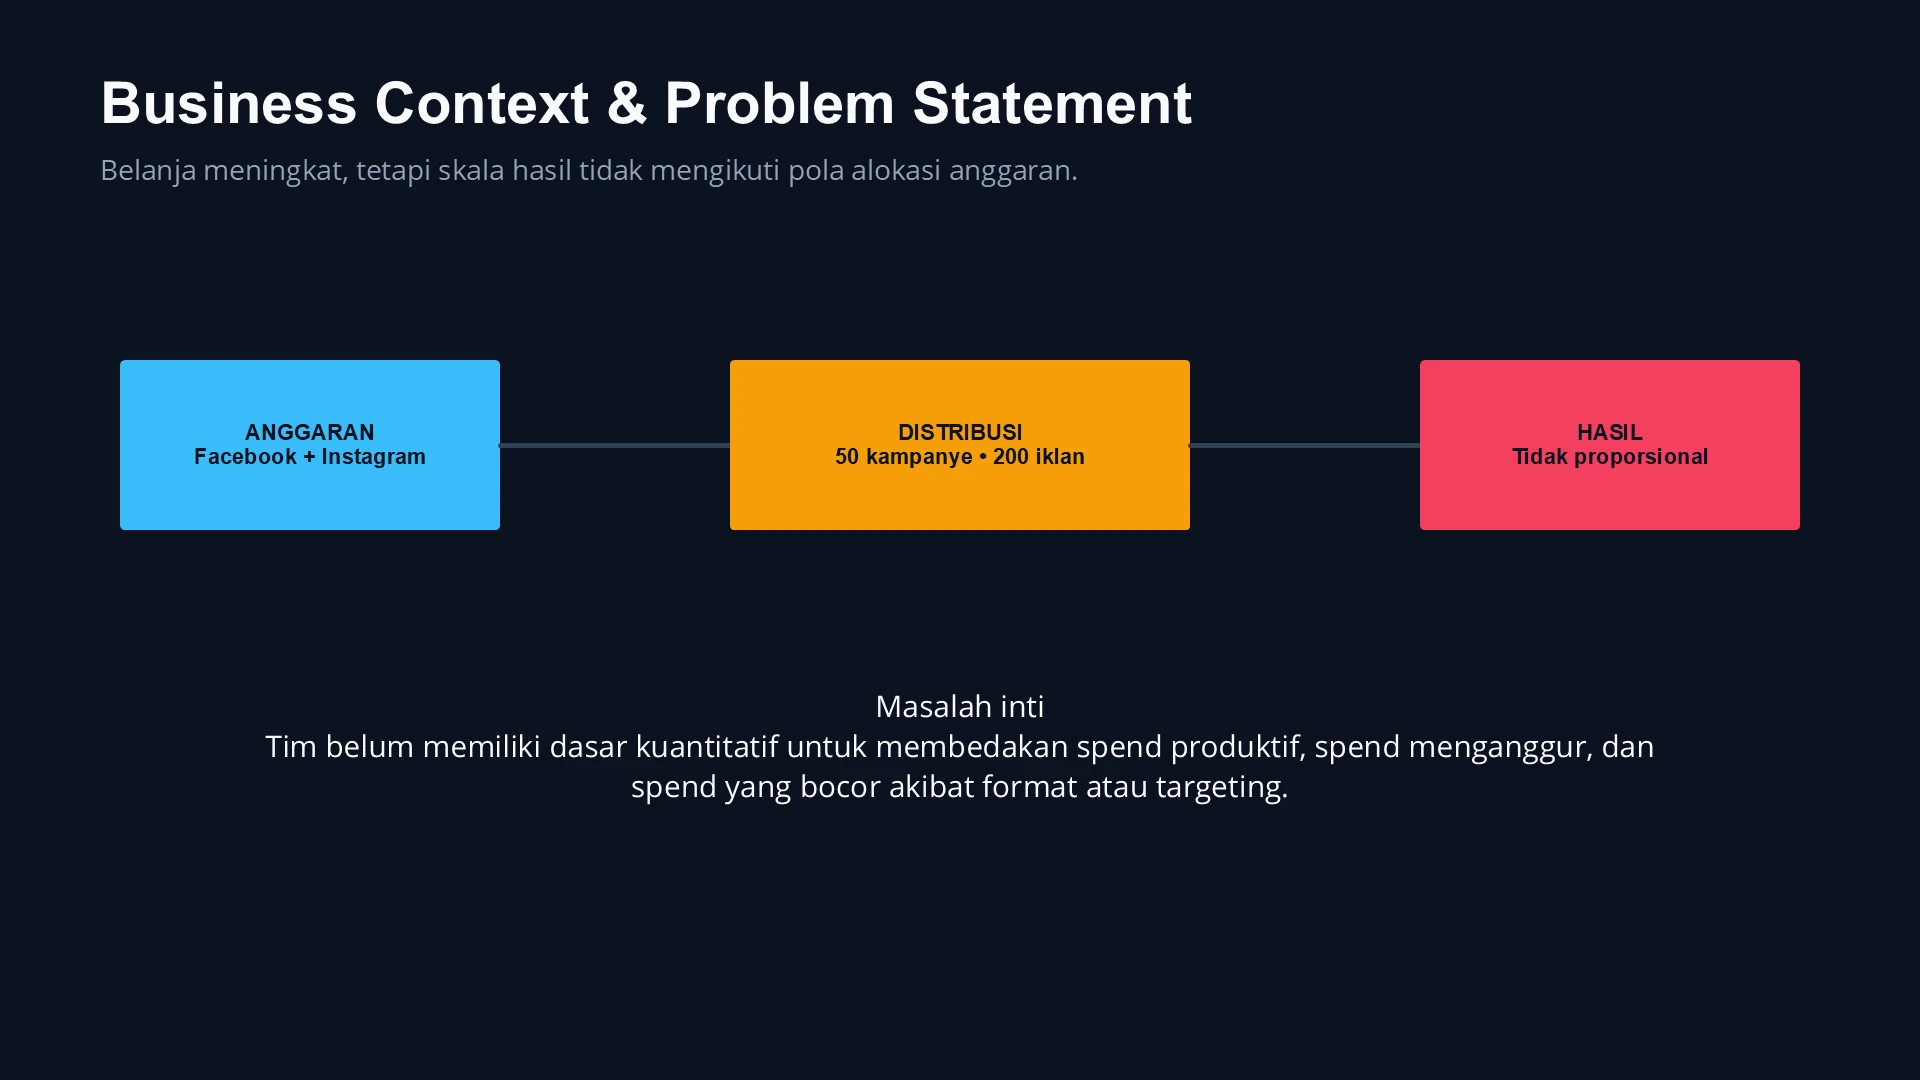 Business Context & Problem Statement
Belanja meningkat, tetapi skala hasil tidak mengikuti pola alokasi anggaran.
ANGGARAN
Facebook + Instagram
DISTRIBUSI
50 kampanye • 200 iklan
HASIL
Tidak proporsional
Masalah inti
Tim belum memiliki dasar kuantitatif untuk membedakan spend produktif, spend menganggur, dan
spend yang bocor akibat format atau targeting.